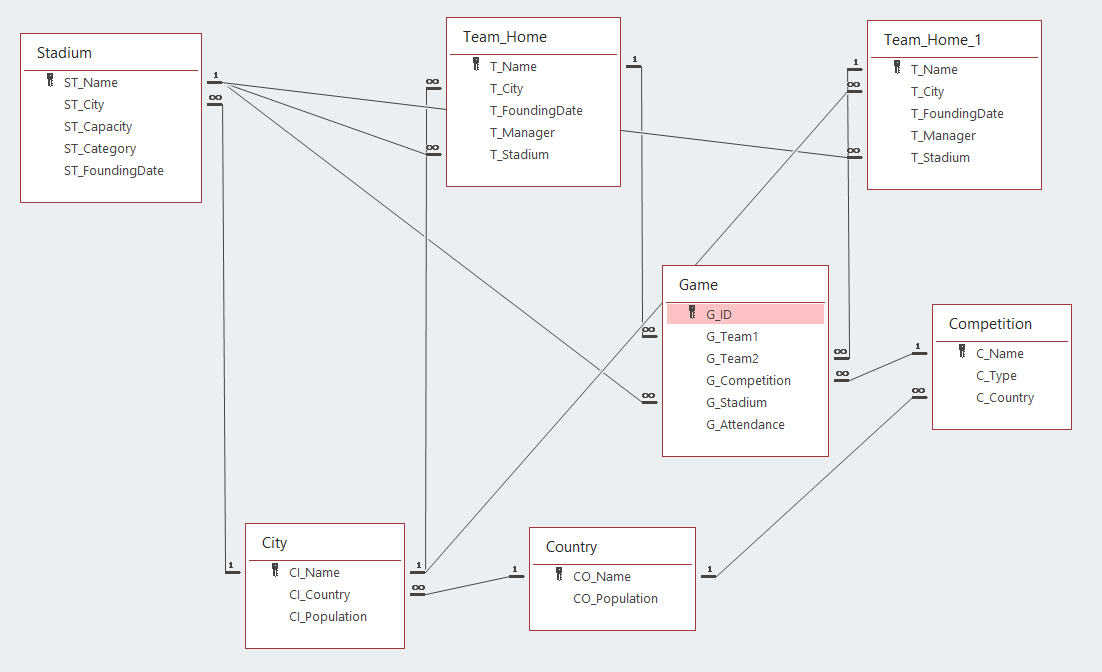 Stadium
ST_Name
ST_City
ST_Capacity
ST_Category
ST_FoundingDate
1
∞
Team_Home
T_Name
T_City
T_FoundingDate
T_Manager
T_Stadium
1
∞
∞
Team_Home_1
T_Name
T_City
T_FoundingDate
T_Manager
T_Stadium
1
∞
∞
Game
G_ID
G_Team1
G_Team2
G_Competition
G_Stadium
G_Attendance
∞
∞
∞
∞
Competition
C_Name
C_Type
C_Country
1
∞
City
CI_Name
CI_Country
CI_Population
1
1
∞
Country
CO_Name
CO_Population
1
1